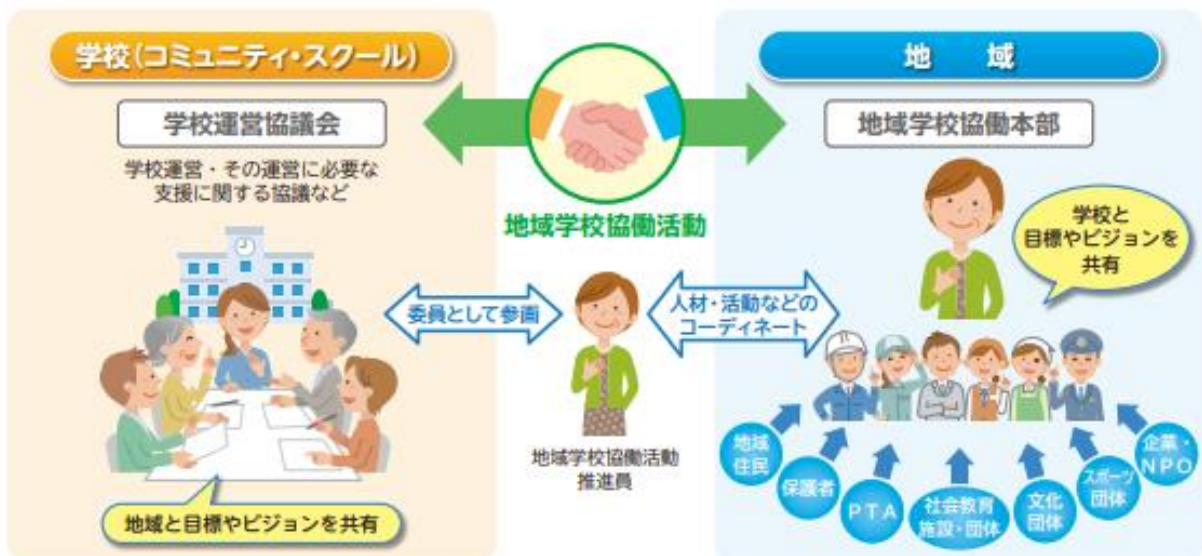 学校(コミュニティ・スクール)
学校運営協議会
学校運営・その運営に必要な
支援に関する協議など
地域と目標やビジョンを共有
地域学校協働活動
委員として参画
人材・活動などの
コーディネート
地域学校協働活動
推進員
地　域
地域学校協働本部
学校と
目標やビジョンを
共有
地域
住民
保護者
PTA
社会教育
施設・団体
文化
団体
スポーツ
団体
企業・
NPO